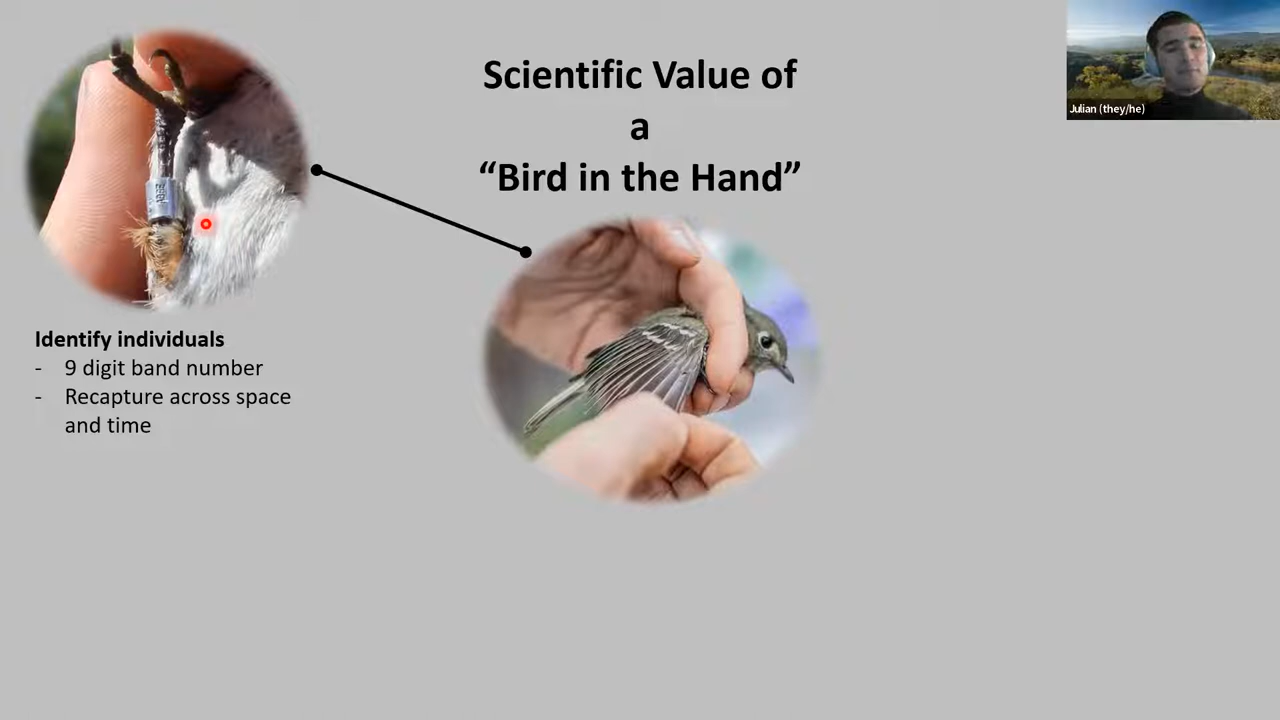 Scientific Value of
a
“Bird in the Hand”
Julian (they/he)
Identify individuals
- 9 digit band number
- Recapture across space
and time